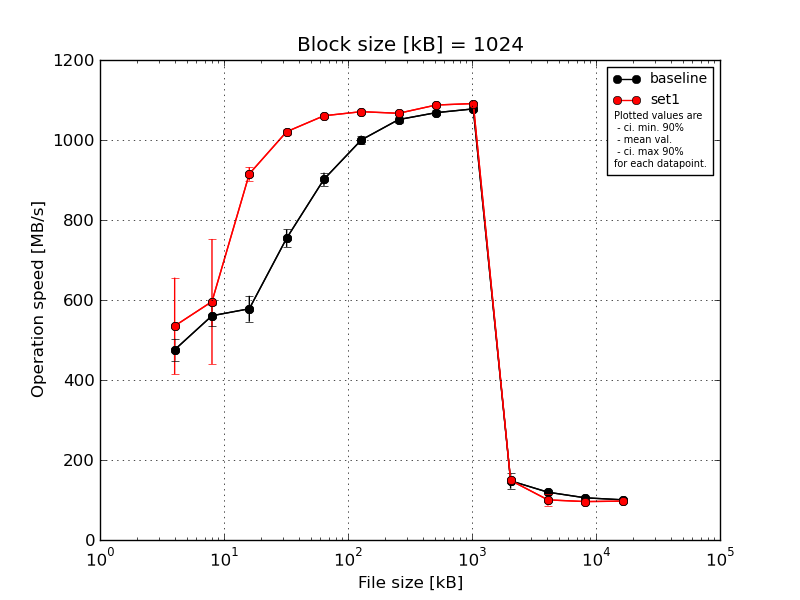 Block size [kB] = 1024
1200
1000
800
600
400
200
0
Operation speed [MB/s]
baseline
set1
Plotted values are
- ci. min. 90%
- mean val.
- ci. max 90%
for each datapoint.
10^0 10^1 10^2 10^3 10^4 10^5
File size [kB]